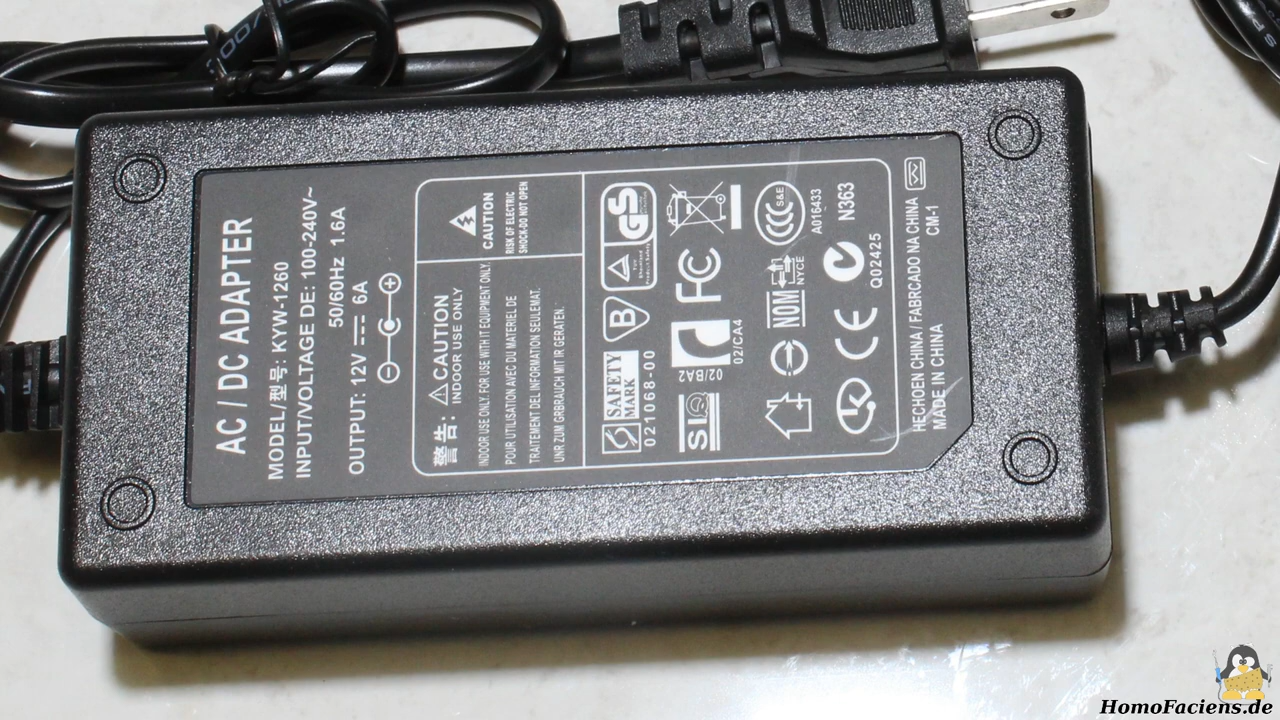 AC / DC ADAPTER
MODEL/型号: KYW-1260
INPUT/VOLTAGE DE: 100-240V~
50/60Hz 1.6A
OUTPUT: 12V 6A
警告: CAUTION
INDOOR USE ONLY
INDOOR USE ONLY. FOR USE WITH IT EQUIPMENT ONLY.
POUR UTILISATION AVEC DU MATERIEL DE
TRAITEMENT DEL INFORMATION SEULEMAT.
UNR ZUM GRBRAUCH MIT IR GERATEN.
CAUTION
RISK OF ELECTRIC
SHOCK-DO NOT OPEN
SAFETY
MARK
021068-00
B
GS
SIQ
02/BA2
02/CA4
FC
NOM
NYCE
S&E
A016433
CE
Q02425
N363
HECHOEN CHINA / FABRCADO NA CHINA
MADE IN CHINA
CM-1
HomoFaciens.de